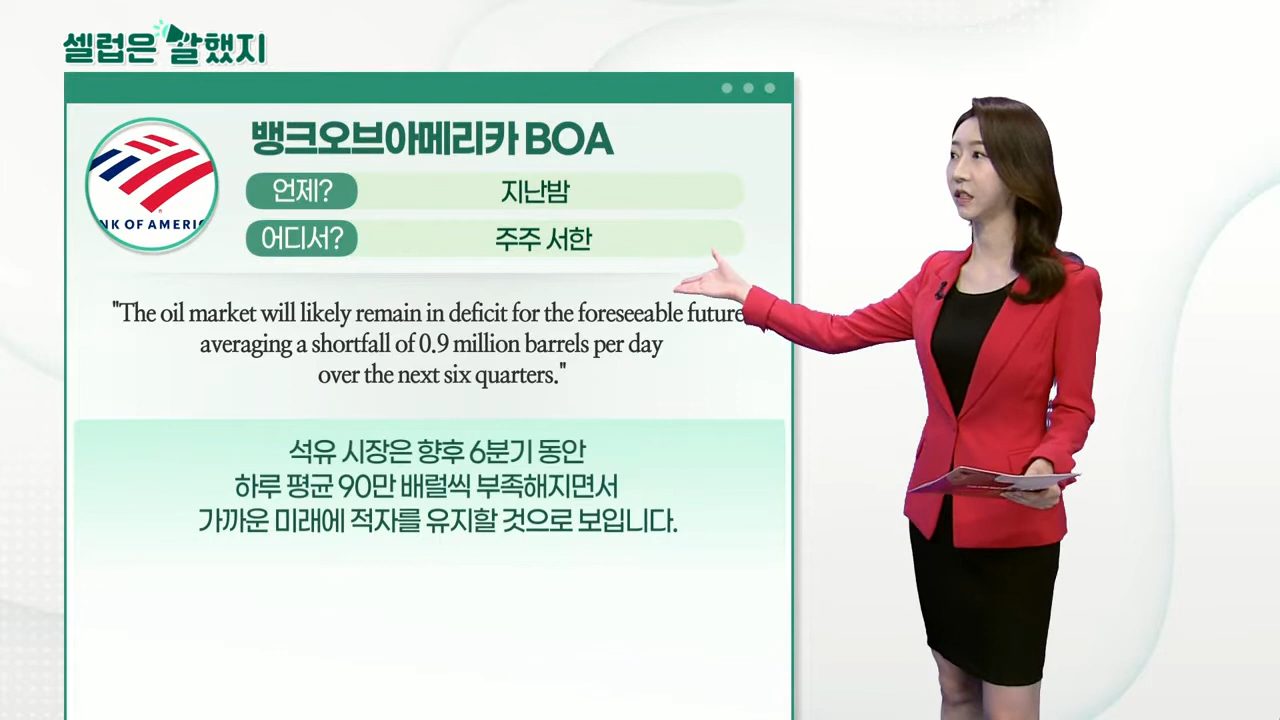 셀럽은 말했지
뱅크오브아메리카 BOA
NK OF AMERIC
언제? 지난밤
어디서? 주주 서한
"The oil market will likely remain in deficit for the foreseeable future
averaging a shortfall of 0.9 million barrels per day
over the next six quarters."
석유 시장은 향후 6분기 동안
하루 평균 90만 배럴씩 부족해지면서
가까운 미래에 적자를 유지할 것으로 보입니다.